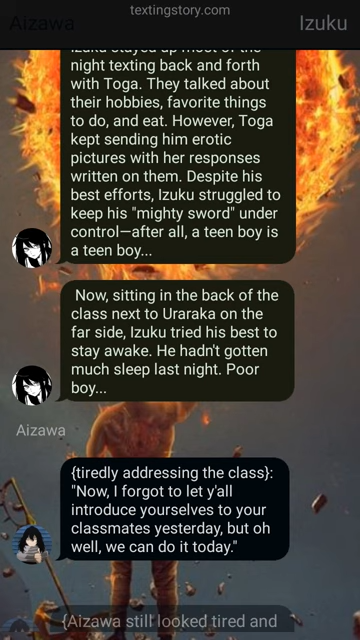 textingstory.com
Aizawa
Izuku
Izuku stayed up most of the
night texting back and forth
with Toga. They talked about
their hobbies, favorite things
to do, and eat. However, Toga
kept sending him erotic
pictures with her responses
written on them. Despite his
best efforts, Izuku struggled to
keep his "mighty sword" under
control—after all, a teen boy is
a teen boy...
Now, sitting in the back of the
class next to Uraraka on the
far side, Izuku tried his best to
stay awake. He hadn't gotten
much sleep last night. Poor
boy...
Aizawa
{tiredly addressing the class}:
"Now, I forgot to let y'all
introduce yourselves to your
classmates yesterday, but oh
well, we can do it today."
{Aizawa still looked tired and